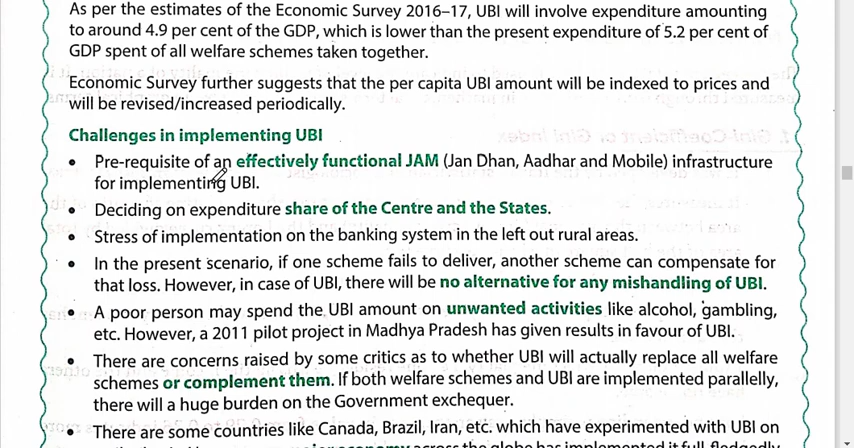 As per the estimates of the Economic Survey 2016–17, UBI will involve expenditure amounting
to around 4.9 per cent of the GDP, which is lower than the present expenditure of 5.2 per cent of
GDP spent of all welfare schemes taken together.
Economic Survey further suggests that the per capita UBI amount will be indexed to prices and
will be revised/increased periodically.
Challenges in implementing UBI
• Pre-requisite of an effectively functional JAM (Jan Dhan, Aadhar and Mobile) infrastructure
for implementing UBI.
• Deciding on expenditure share of the Centre and the States.
• Stress of implementation on the banking system in the left out rural areas.
• In the present scenario, if one scheme fails to deliver, another scheme can compensate for
that loss. However, in case of UBI, there will be no alternative for any mishandling of UBI.
• A poor person may spend the UBI amount on unwanted activities like alcohol, gambling,
etc. However, a 2011 pilot project in Madhya Pradesh has given results in favour of UBI.
• There are concerns raised by some critics as to whether UBI will actually replace all welfare
schemes or complement them. If both welfare schemes and UBI are implemented parallelly,
there will a huge burden on the Government exchequer.
• There are some countries like Canada, Brazil, Iran, etc. which have experimented with UBI on
major economy across the globe has implemented it full-fledgedly